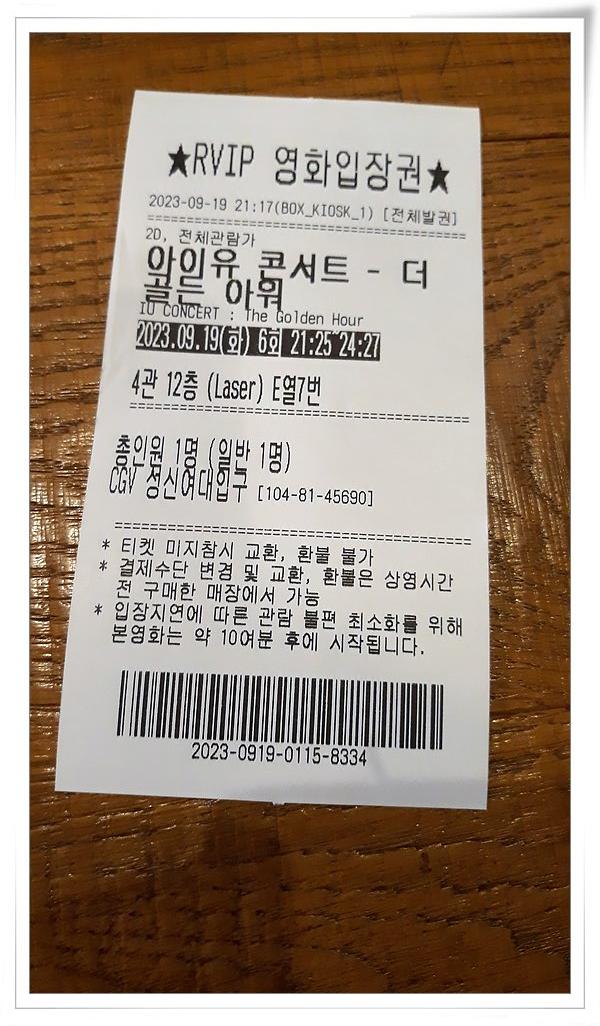 ★RVIP 영화입장권★
2023-09-19 21:17(BOX_KIOSK_1) [전체발권]
2D, 전체관람가
아이유 콘서트 - 더
골든 아워
IU CONCERT : The Golden Hour
2023.09.19(화) 6회 21:25~24:27
4관 12층 (Laser) E열7번
총인원 1명 (일반 1명)
CGV 성신여대입구 [104-81-45690]
* 티켓 미지참시 교환, 환불 불가
* 결제수단 변경 및 교환, 환불은 상영시간
전 구매한 매장에서 가능
* 입장지연에 따른 관람 불편 최소화를 위해
본영화는 약 10여분 후에 시작됩니다.
2023-0919-0115-8334